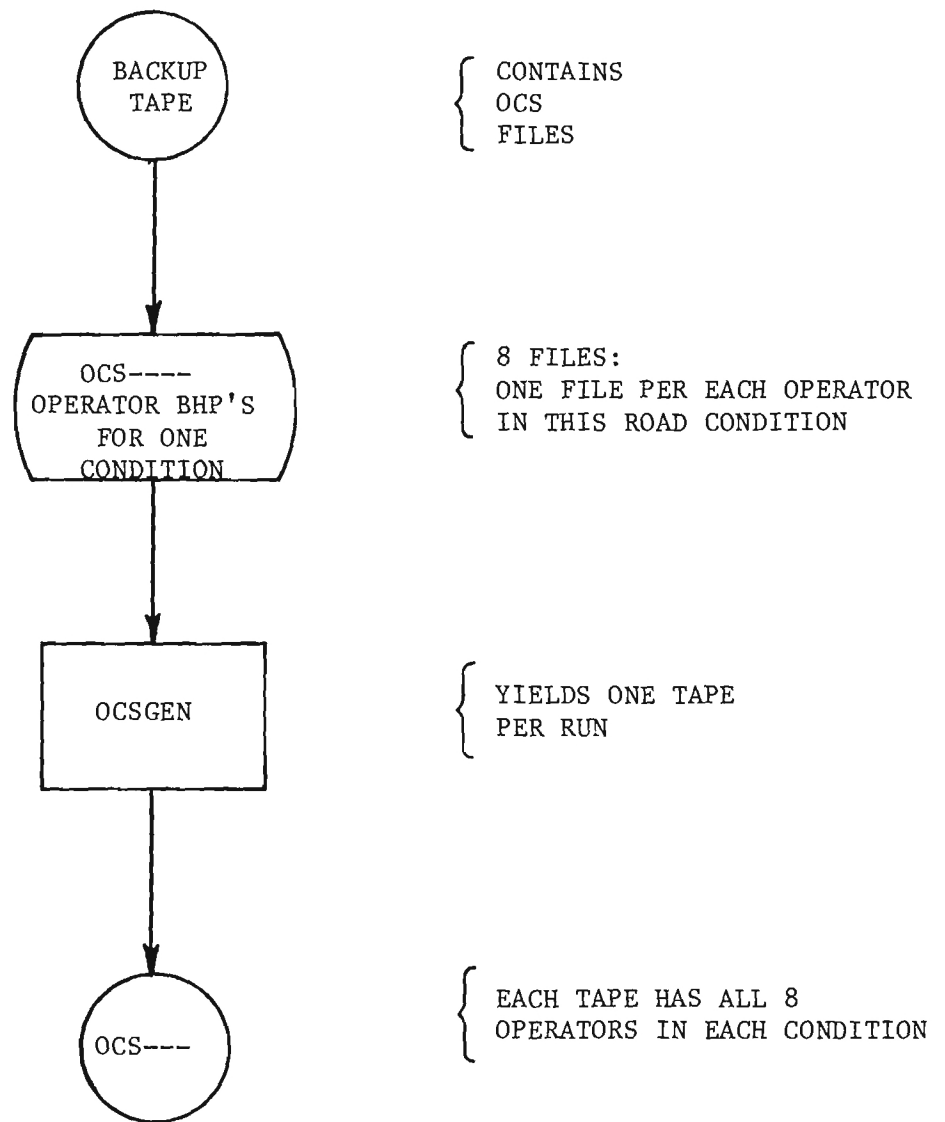 BACKUP
TAPE
CONTAINS
OCS
FILES
OCS----
OPERATOR BHP'S
FOR ONE
CONDITION
8 FILES:
ONE FILE PER EACH OPERATOR
IN THIS ROAD CONDITION
OCSGEN
YIELDS ONE TAPE
PER RUN
OCS---
EACH TAPE HAS ALL 8
OPERATORS IN EACH CONDITION